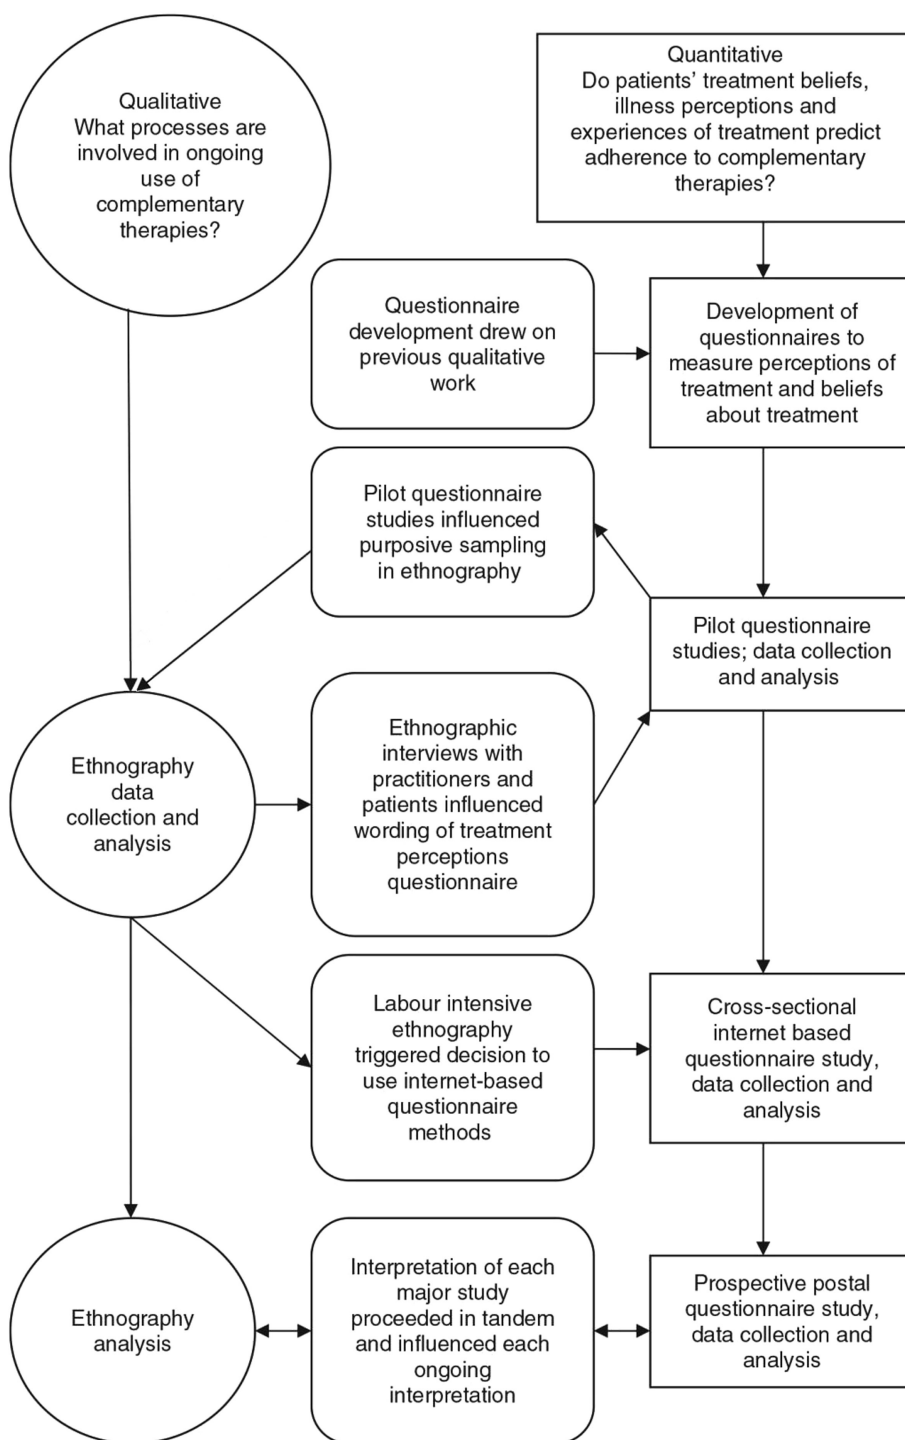 Qualitative
What processes are
involved in ongoing
use of
complementary
therapies?
Quantitative
Do patients’ treatment beliefs,
illness perceptions and
experiences of treatment predict
adherence to complementary
therapies?
Questionnaire
development drew on
previous qualitative
work
Development of
questionnaires to
measure perceptions of
treatment and beliefs
about treatment
Pilot questionnaire
studies influenced
purposive sampling
in ethnography
Pilot questionnaire
studies; data collection
and analysis
Ethnography
data
collection and
analysis
Ethnographic
interviews with
practitioners and
patients influenced
wording of treatment
perceptions
questionnaire
Labour intensive
ethnography
triggered decision to
use internet-based
questionnaire
methods
Cross-sectional
internet based
questionnaire study,
data collection and
analysis
Ethnography
analysis
Interpretation of each
major study
proceeded in tandem
and influenced each
ongoing
interpretation
Prospective postal
questionnaire study,
data collection and
analysis